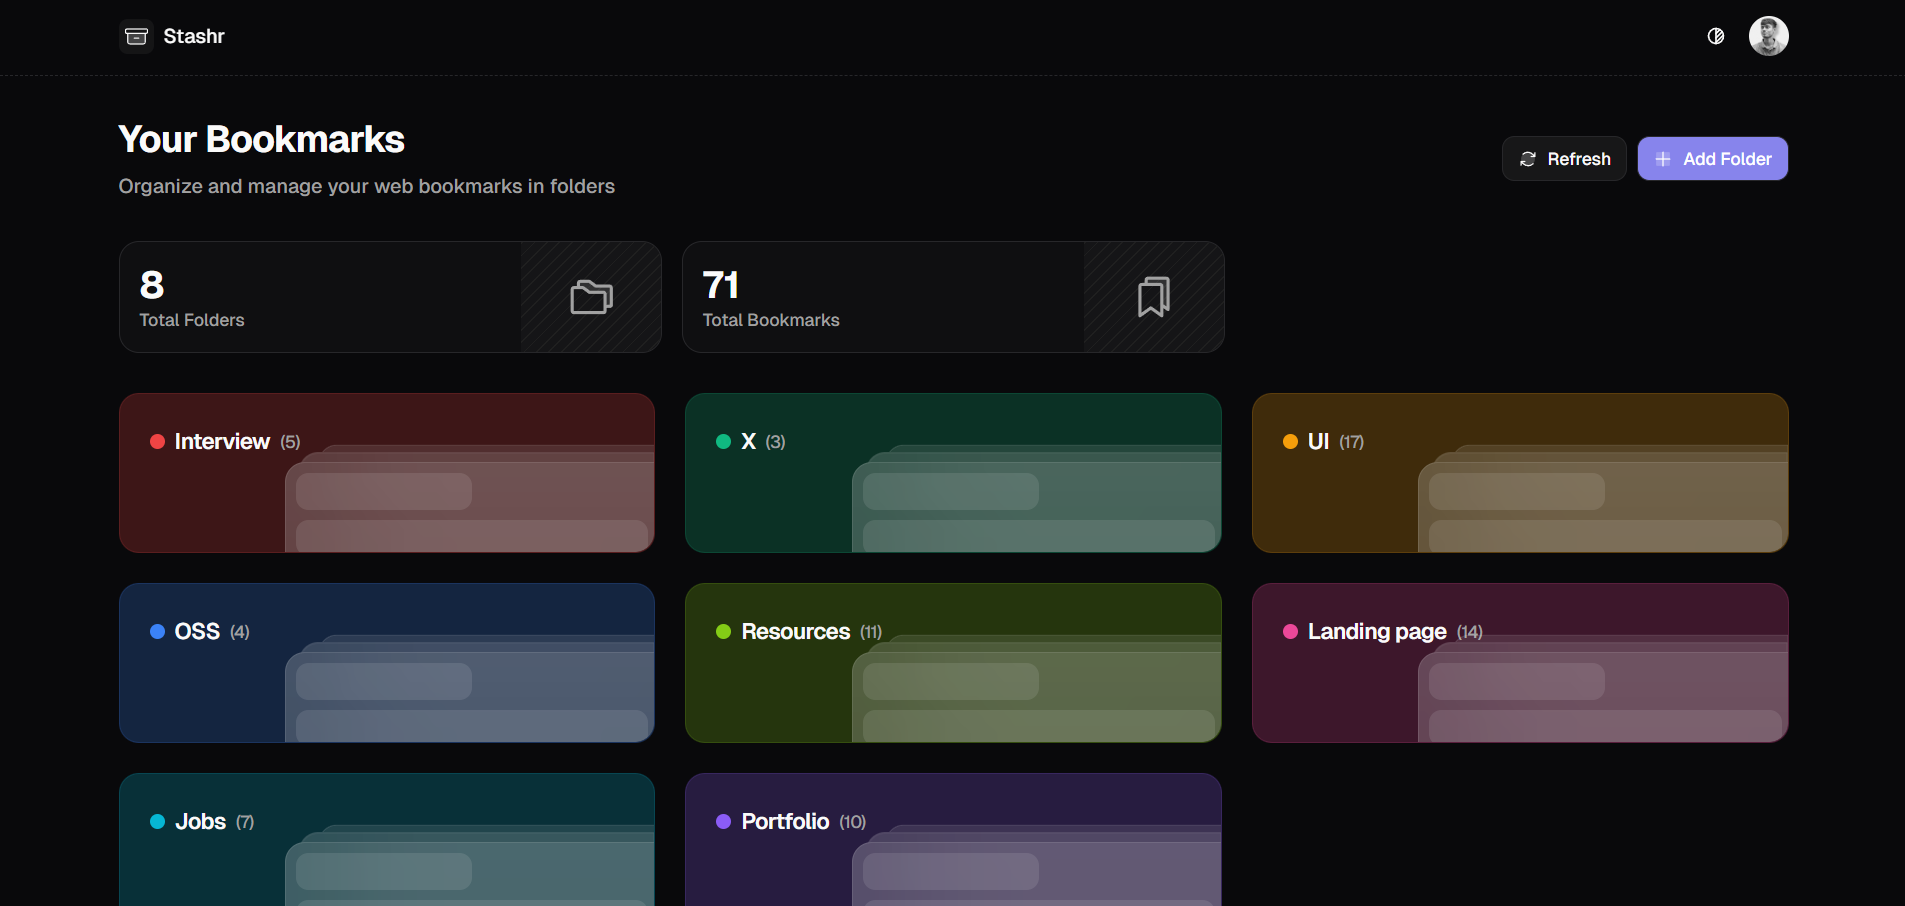 Stashr
Your Bookmarks
Organize and manage your web bookmarks in folders
Refresh
Add Folder
8
Total Folders
71
Total Bookmarks
Interview (5)
X (3)
UI (17)
OSS (4)
Resources (11)
Landing page (14)
Jobs (7)
Portfolio (10)